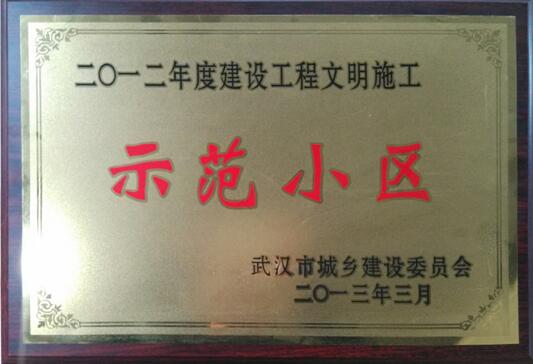 二〇一二年度建设工程文明施工
示范小区
武汉市城乡建设委员会
二〇一三年三月